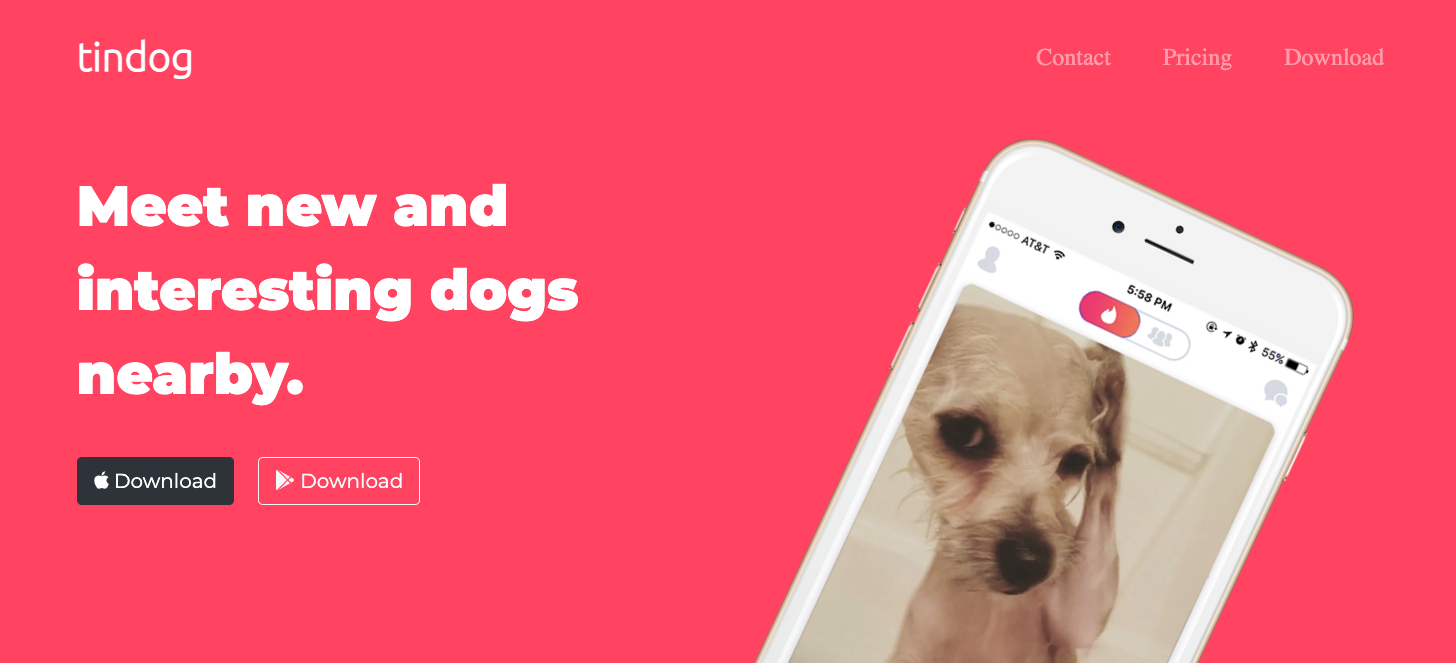 tindog
Contact Pricing Download
Meet new and
interesting dogs
nearby.
Download Download
AT&T
5:58 PM
55%